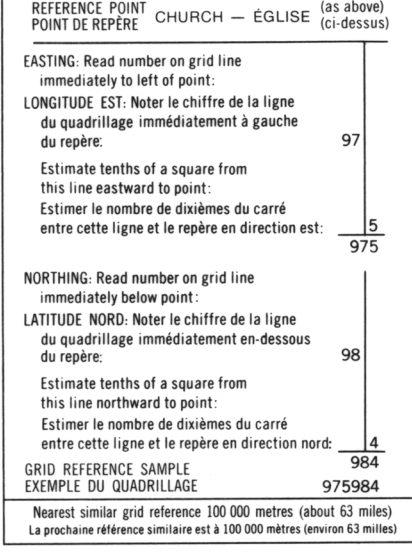 REFERENCE POINT CHURCH — ÉGLISE (as above)
POINT DE REPÈRE (ci-dessus)
EASTING: Read number on grid line
immediately to left of point:
LONGITUDE EST: Noter le chiffre de la ligne
du quadrillage immédiatement à gauche
du repère: 97
Estimate tenths of a square from
this line eastward to point:
Estimer le nombre de dixièmes du carré
entre cette ligne et le repère en direction est: 5
975
NORTHING: Read number on grid line
immediately below point:
LATITUDE NORD: Noter le chiffre de la ligne
du quadrillage immédiatement en-dessous
du repère: 98
Estimate tenths of a square from
this line northward to point:
Estimer le nombre de dixièmes du carré
entre cette ligne et le repère en direction nord: 4
984
GRID REFERENCE SAMPLE
EXEMPLE DU QUADRILLAGE 975984
Nearest similar grid reference 100 000 metres (about 63 miles)
La prochaine référence similaire est à 100 000 mètres (environ 63 milles)